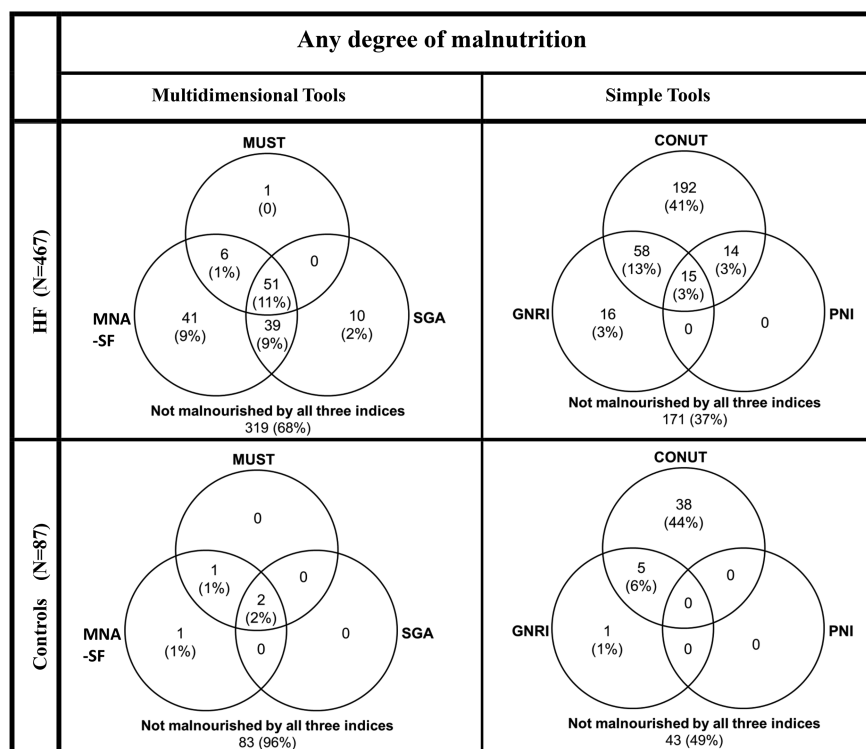 Any degree of malnutrition
Multidimensional Tools
Simple Tools
HF (N=467)
MUST
1
(0)
6
(1%)
0
51
(11%)
41
(9%)
39
(9%)
10
(2%)
MNA
-SF
SGA
Not malnourished by all three indices
319 (68%)
CONUT
192
(41%)
58
(13%)
14
(3%)
15
(3%)
GNRI
16
(3%)
0
0
PNI
Not malnourished by all three indices
171 (37%)
Controls (N=87)
MUST
0
1
(1%)
0
2
(2%)
MNA
-SF
1
(1%)
0
0
SGA
Not malnourished by all three indices
83 (96%)
CONUT
38
(44%)
5
(6%)
0
0
GNRI
1
(1%)
0
0
PNI
Not malnourished by all three indices
43 (49%)